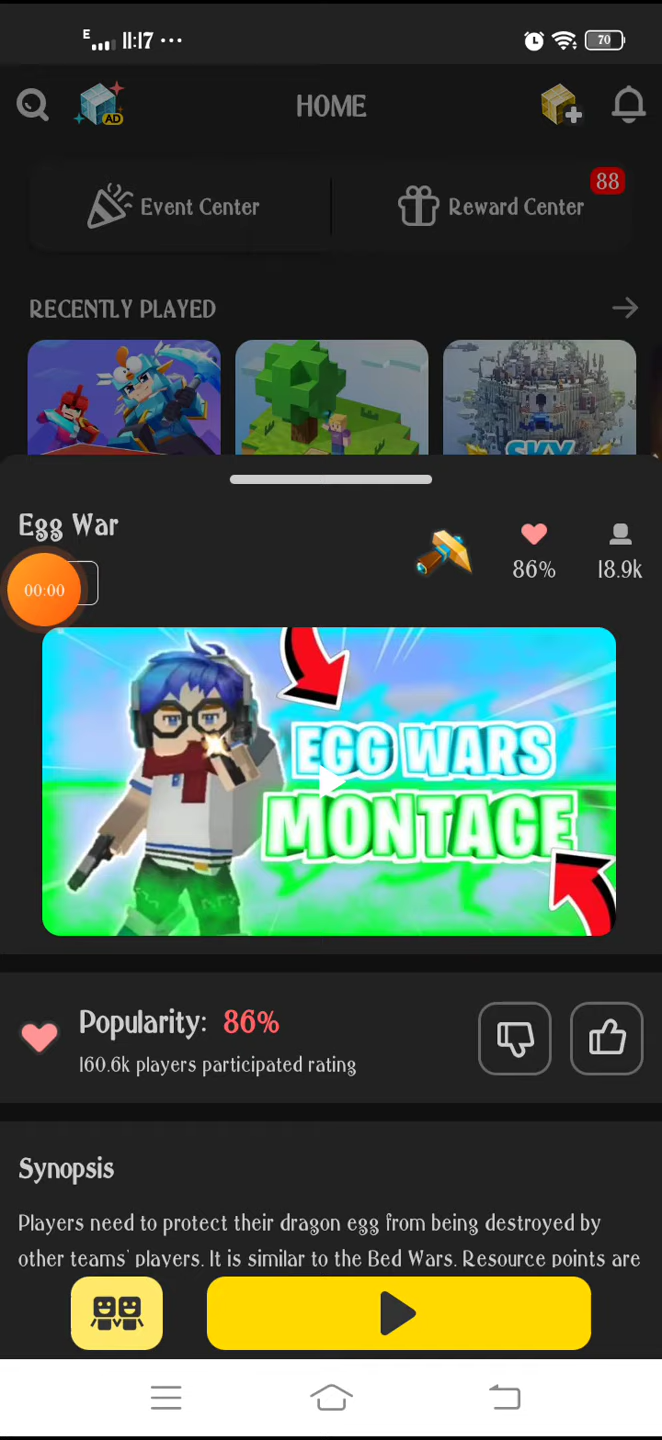 E 11:17 ... 70
AD
HOME
Event Center
Reward Center
88
RECENTLY PLAYED
SKY
Egg War
86%
18.9k
00:00
EGG WARS
MONTAGE
Popularity: 86%
160.6k players participated rating
Synopsis
Players need to protect their dragon egg from being destroyed by
other teams' players. It is similar to the Bed Wars. Resource points are